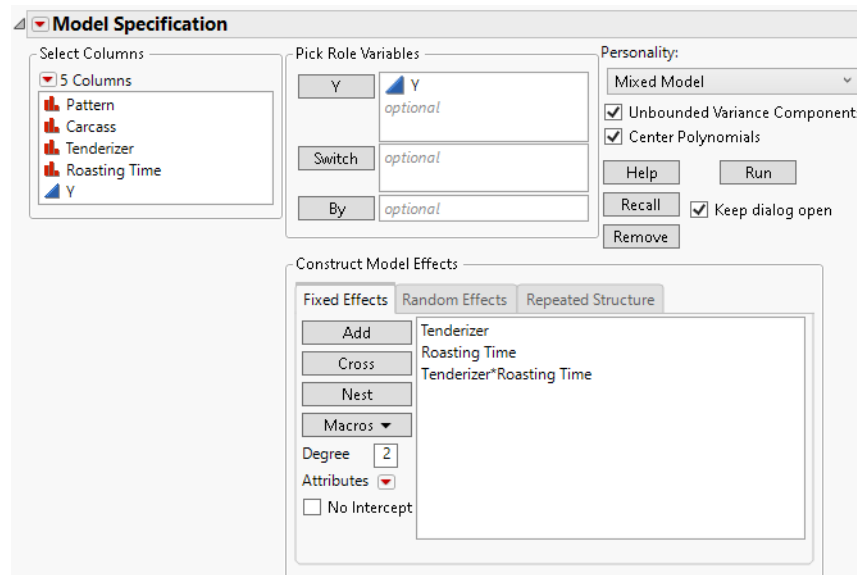 Model Specification
Select Columns
5 Columns
Pattern
Carcass
Tenderizer
Roasting Time
Y
Pick Role Variables
Y
Y
optional
Switch
optional
By
optional
Personality:
Mixed Model
Unbounded Variance Component
Center Polynomials
Help
Run
Recall
Keep dialog open
Remove
Construct Model Effects
Fixed Effects
Random Effects
Repeated Structure
Add
Cross
Nest
Macros
Degree
2
Attributes
No Intercept
Tenderizer
Roasting Time
Tenderizer*Roasting Time